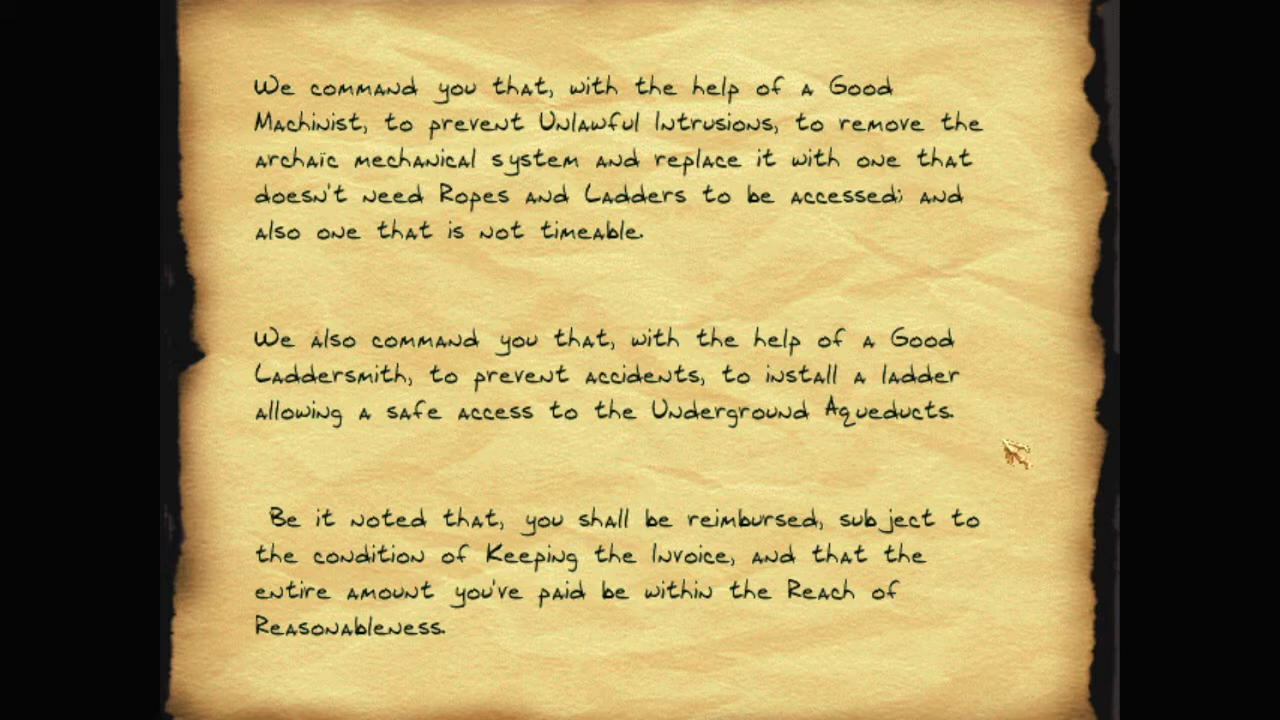 We command you that, with the help of a Good
Machinist, to prevent Unlawful Intrusions, to remove the
archaïc mechanical system and replace it with one that
doesn't need Ropes and Ladders to be accessed; and
also one that is not timeable.
We also command you that, with the help of a Good
Laddersmith, to prevent accidents, to install a ladder
allowing a safe access to the Underground Aqueducts.
Be it noted that, you shall be reimbursed, subject to
the condition of Keeping the Invoice, and that the
entire amount you've paid be within the Reach of
Reasonableness.